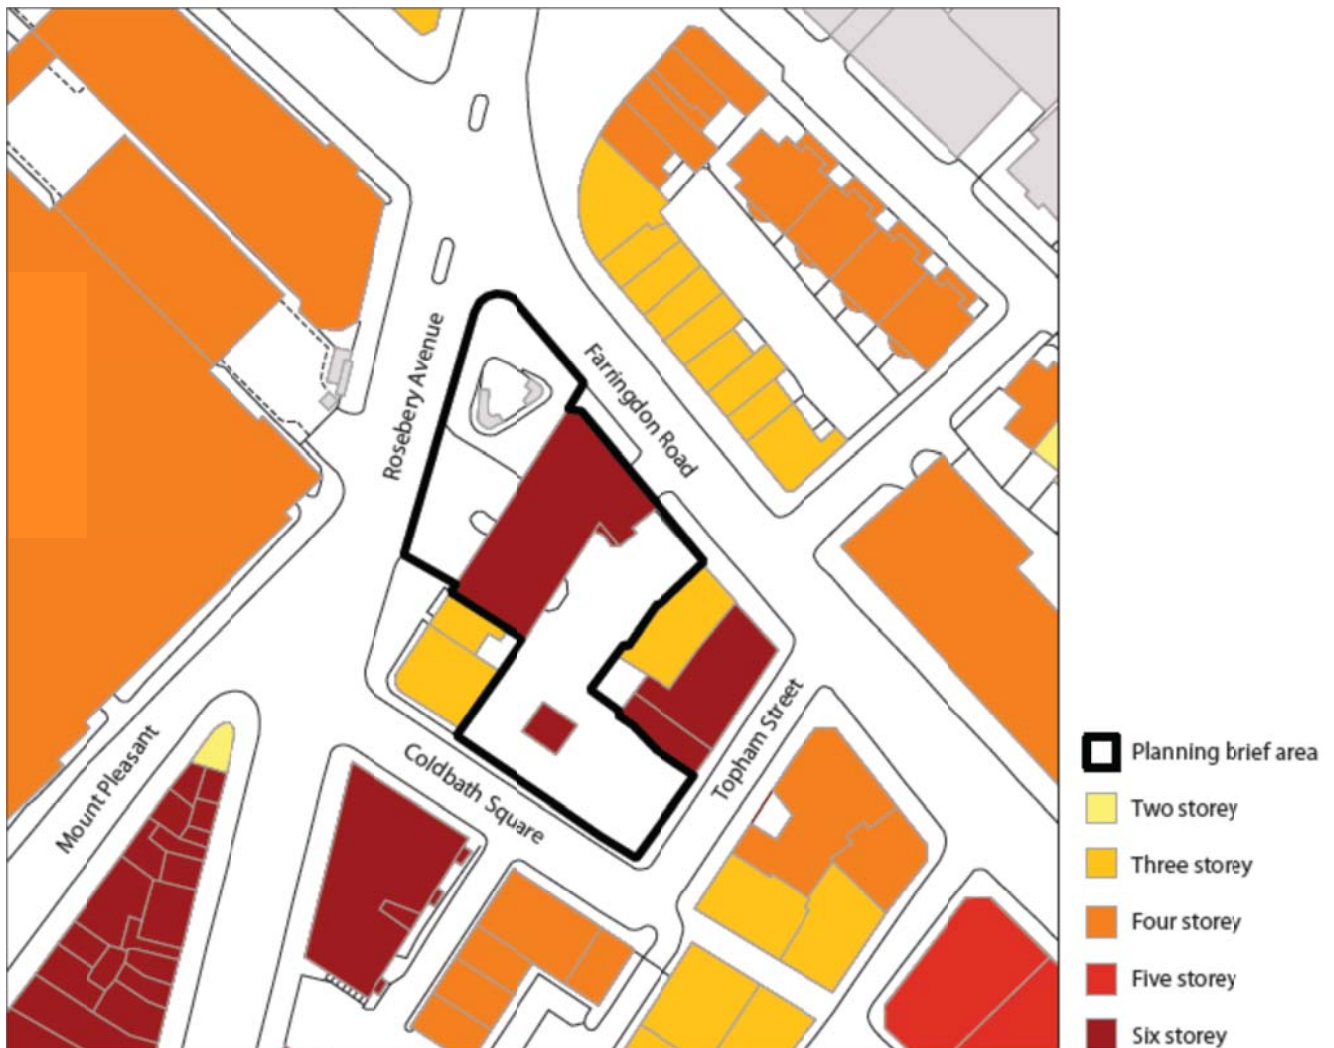 Rosebery Avenue
Farringdon Road
Mount Pleasant
Coldbath Square
Topham Street
Planning brief area
Two storey
Three storey
Four storey
Five storey
Six storey